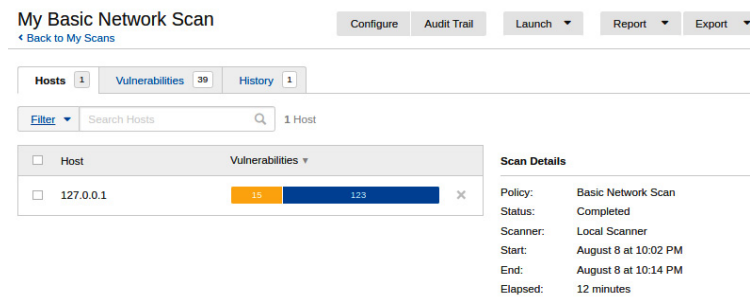 My Basic Network Scan
Back to My Scans
Configure Audit Trail Launch Report Export
Hosts 1 Vulnerabilities 39 History 1
Filter Search Hosts 1 Host
Host Vulnerabilities
127.0.0.1 15 123
Scan Details
Policy: Basic Network Scan
Status: Completed
Scanner: Local Scanner
Start: August 8 at 10:02 PM
End: August 8 at 10:14 PM
Elapsed: 12 minutes